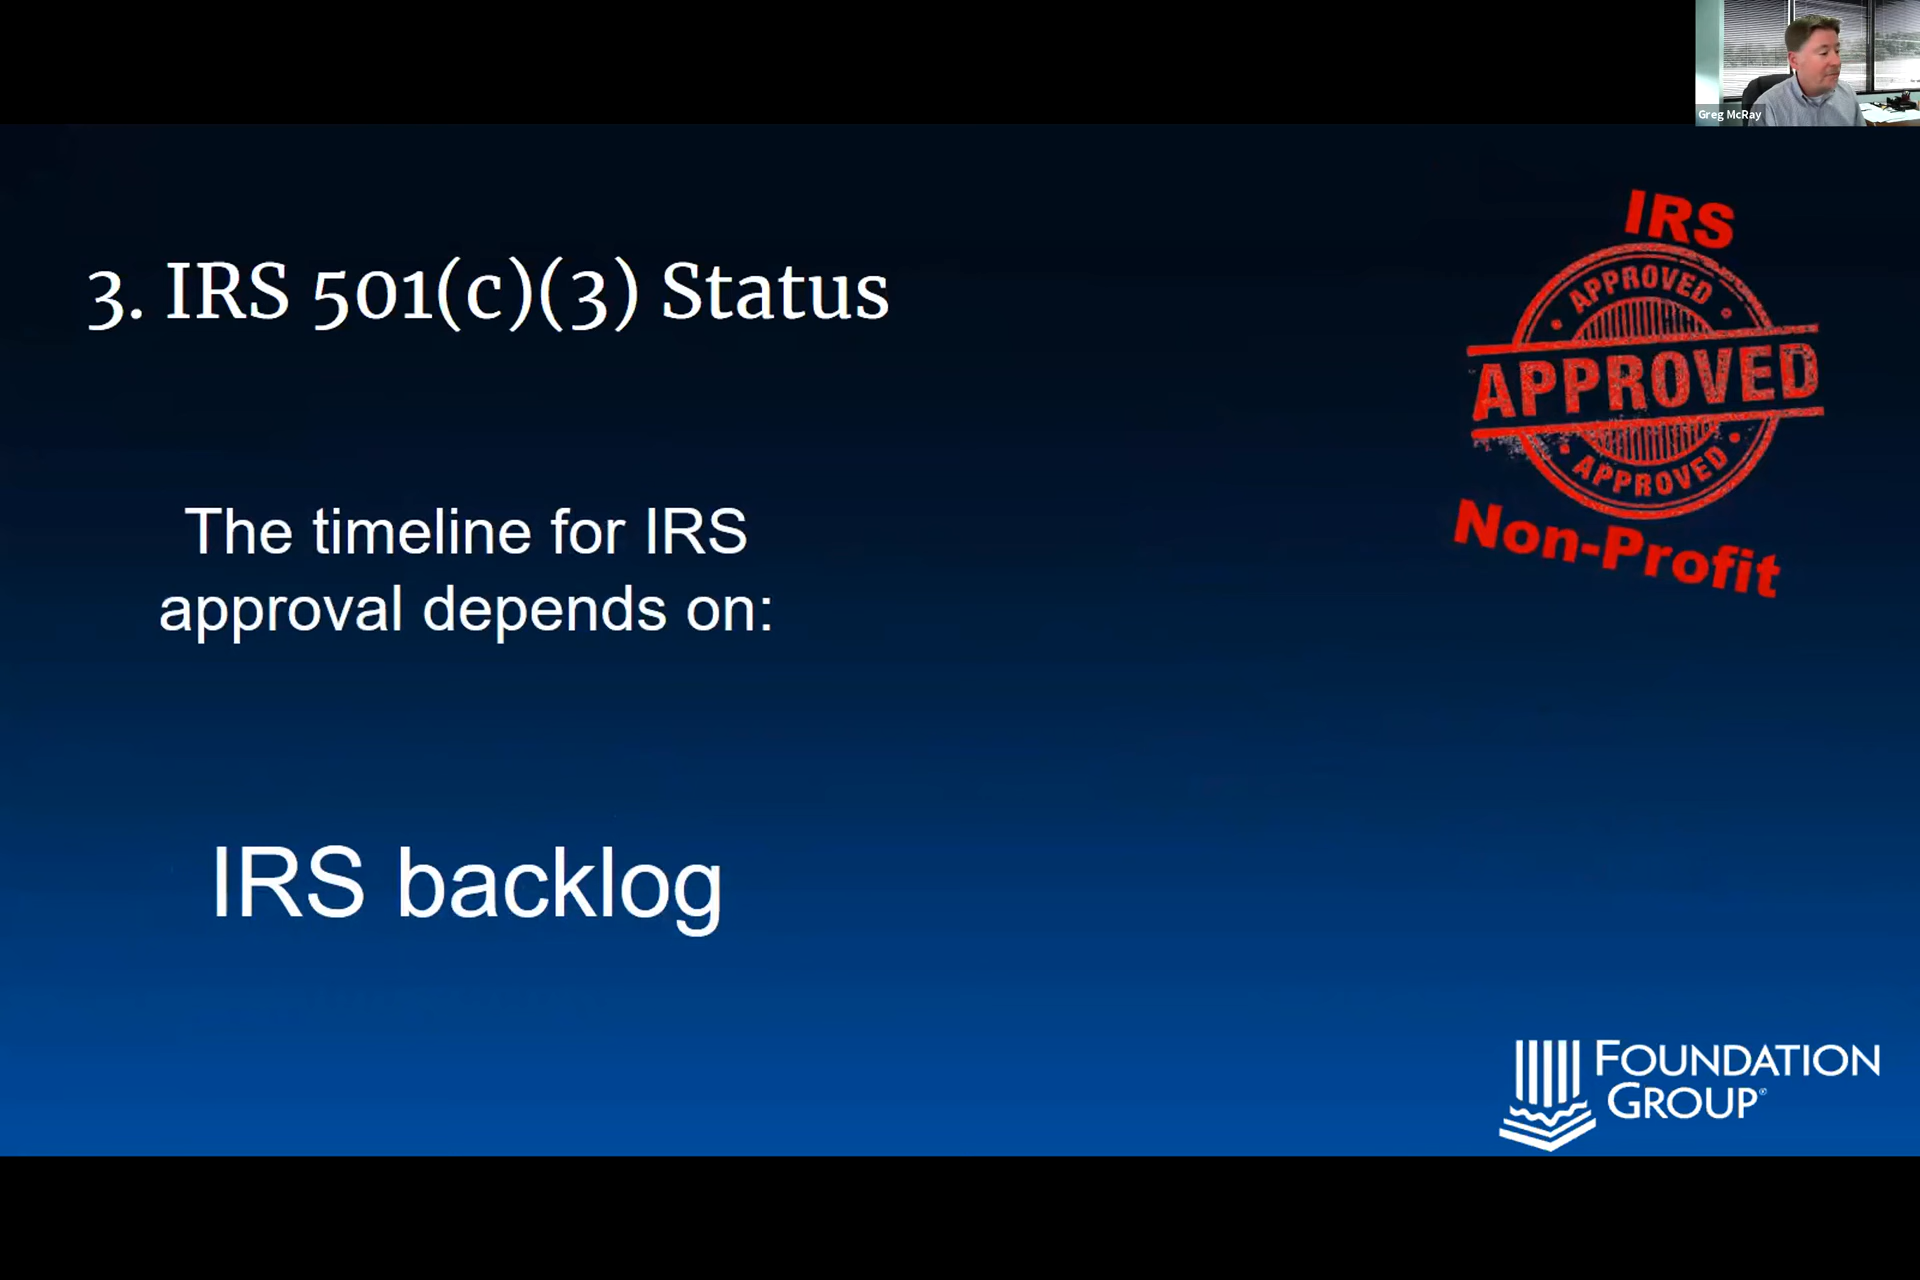 Greg McRay
3. IRS 501(c)(3) Status
IRS
APPROVED
APPROVED
APPROVED
Non-Profit
The timeline for IRS
approval depends on:
IRS backlog
FOUNDATION
GROUP®